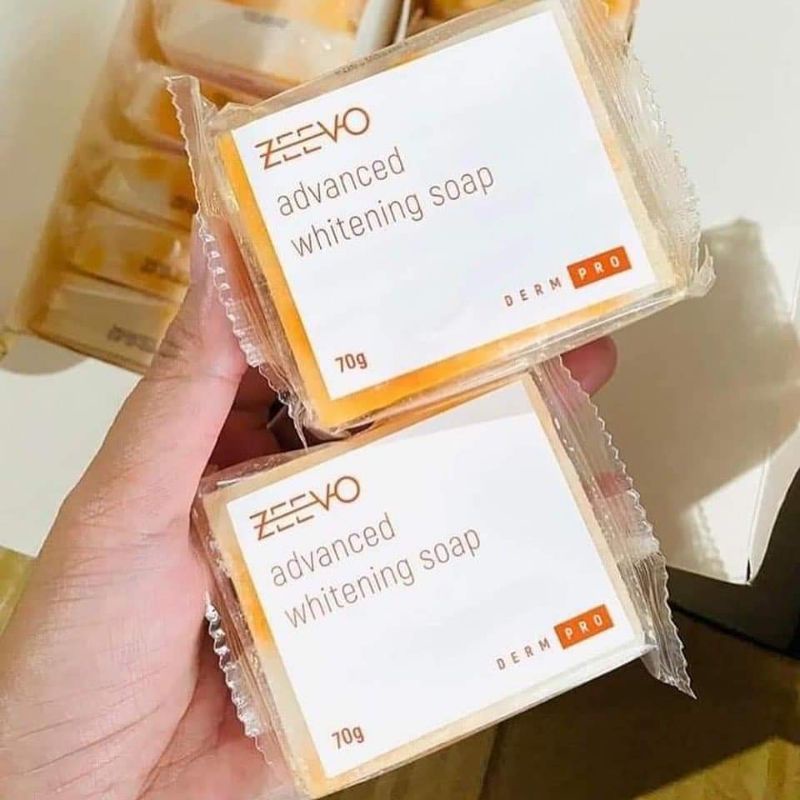 ZEEVO
advanced
whitening soap
DERM PRO
70g
ZEEVO
advanced
whitening soap
DERM PRO
70g